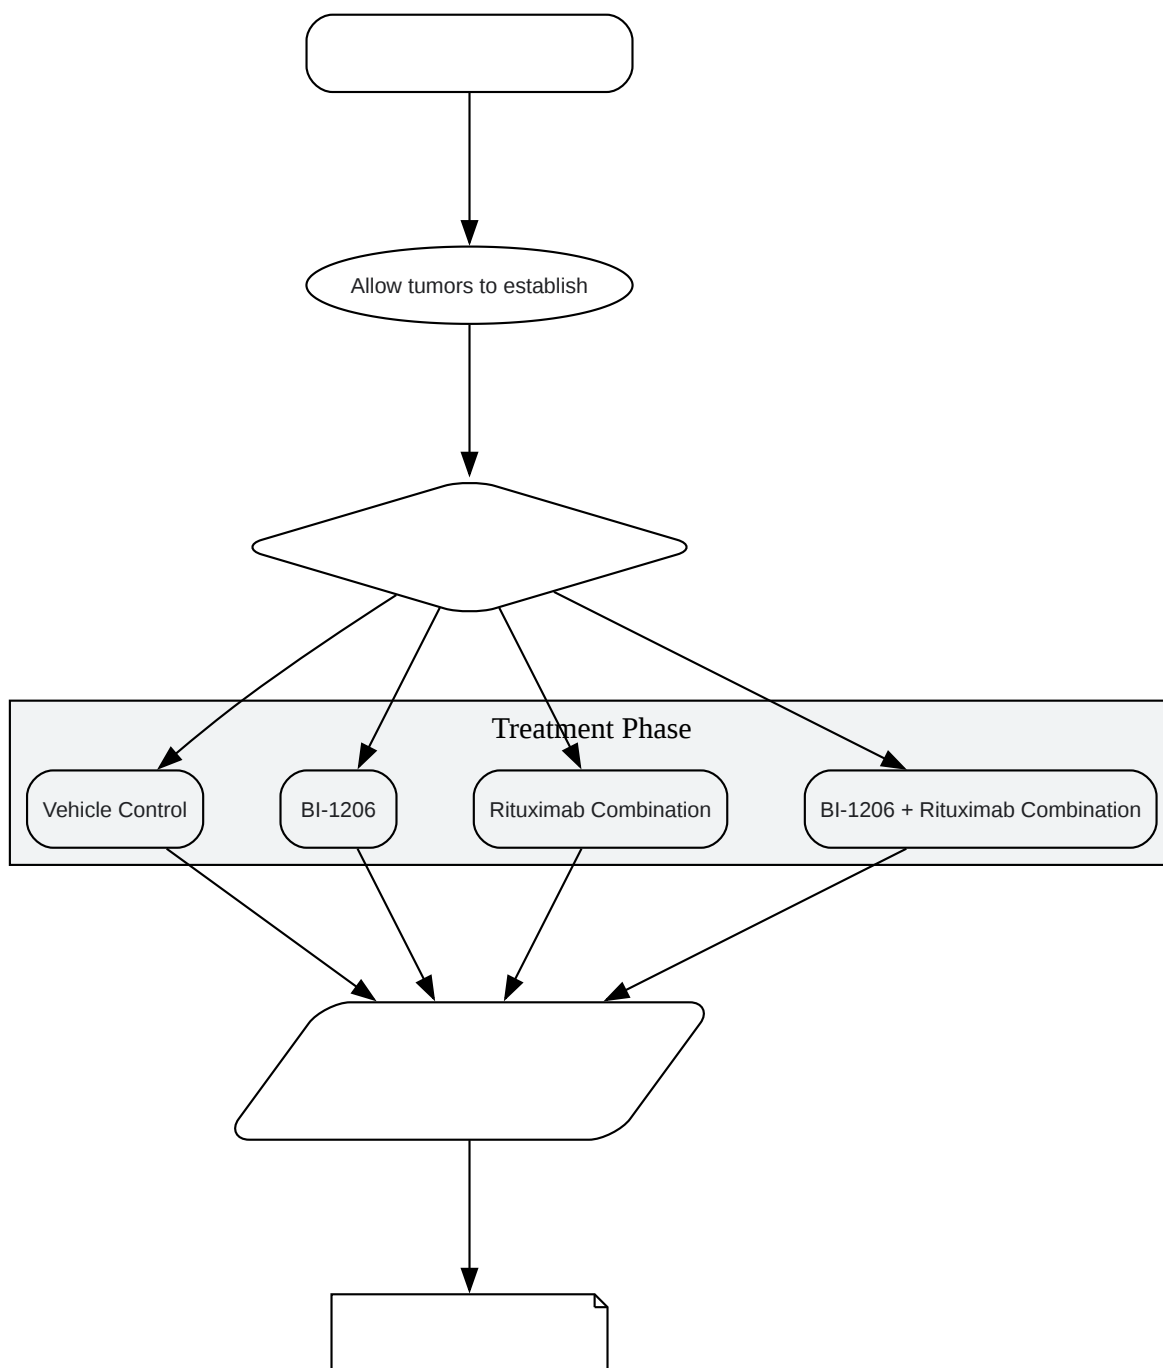 Allow tumors to establish
Treatment Phase
Vehicle Control
BI-1206
Rituximab Combination
BI-1206 + Rituximab Combination